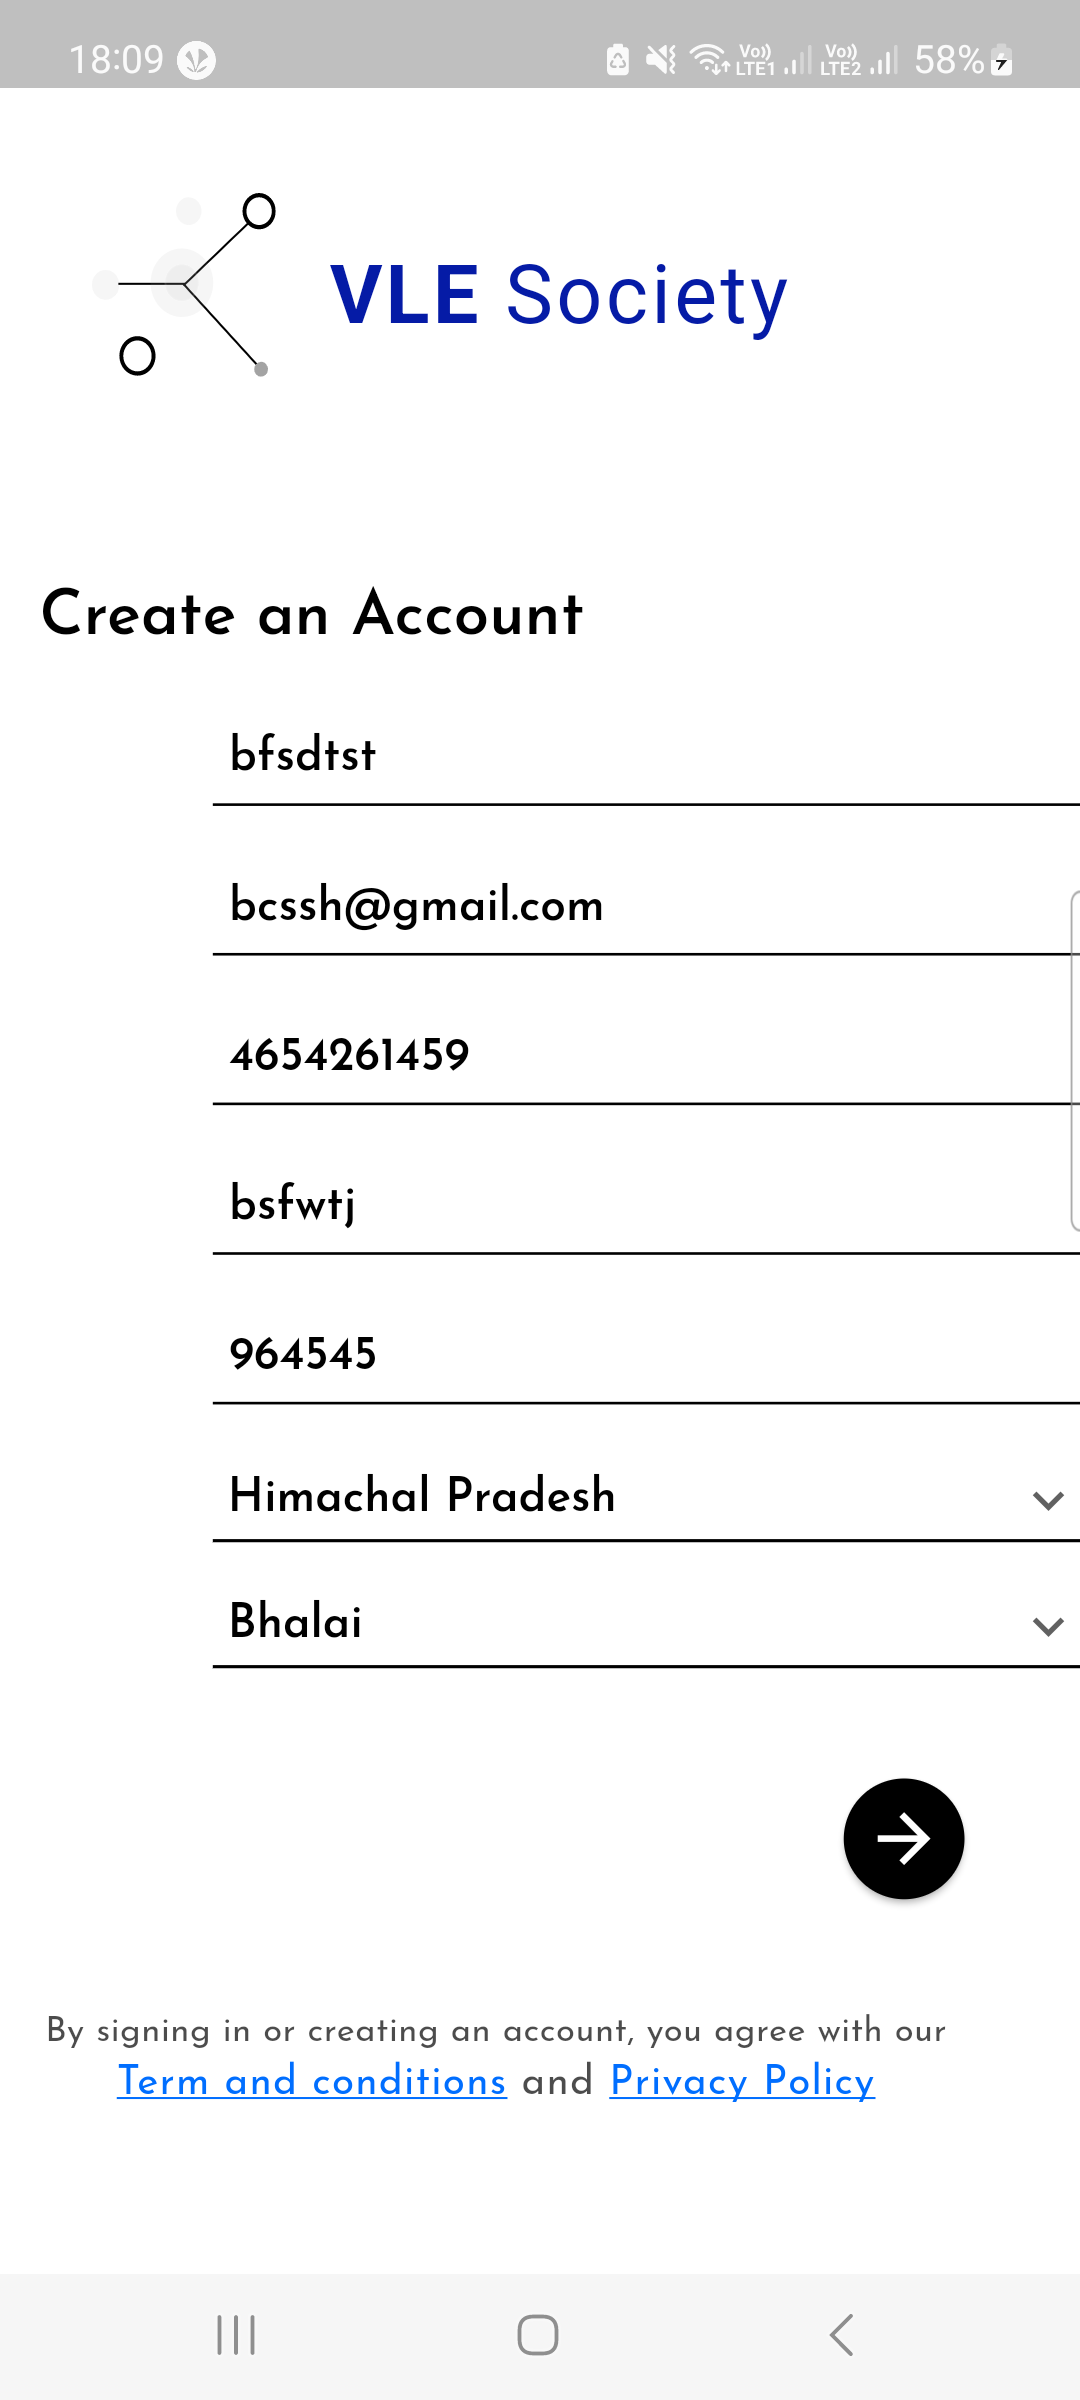 18:09 Vo)) LTE1 Vo)) LTE2 58%
VLE Society
Create an Account
bfsdtst
bcssh@gmail.com
4654261459
bsfwtj
964545
Himachal Pradesh
Bhalai
By signing in or creating an account, you agree with our
Term and conditions and Privacy Policy